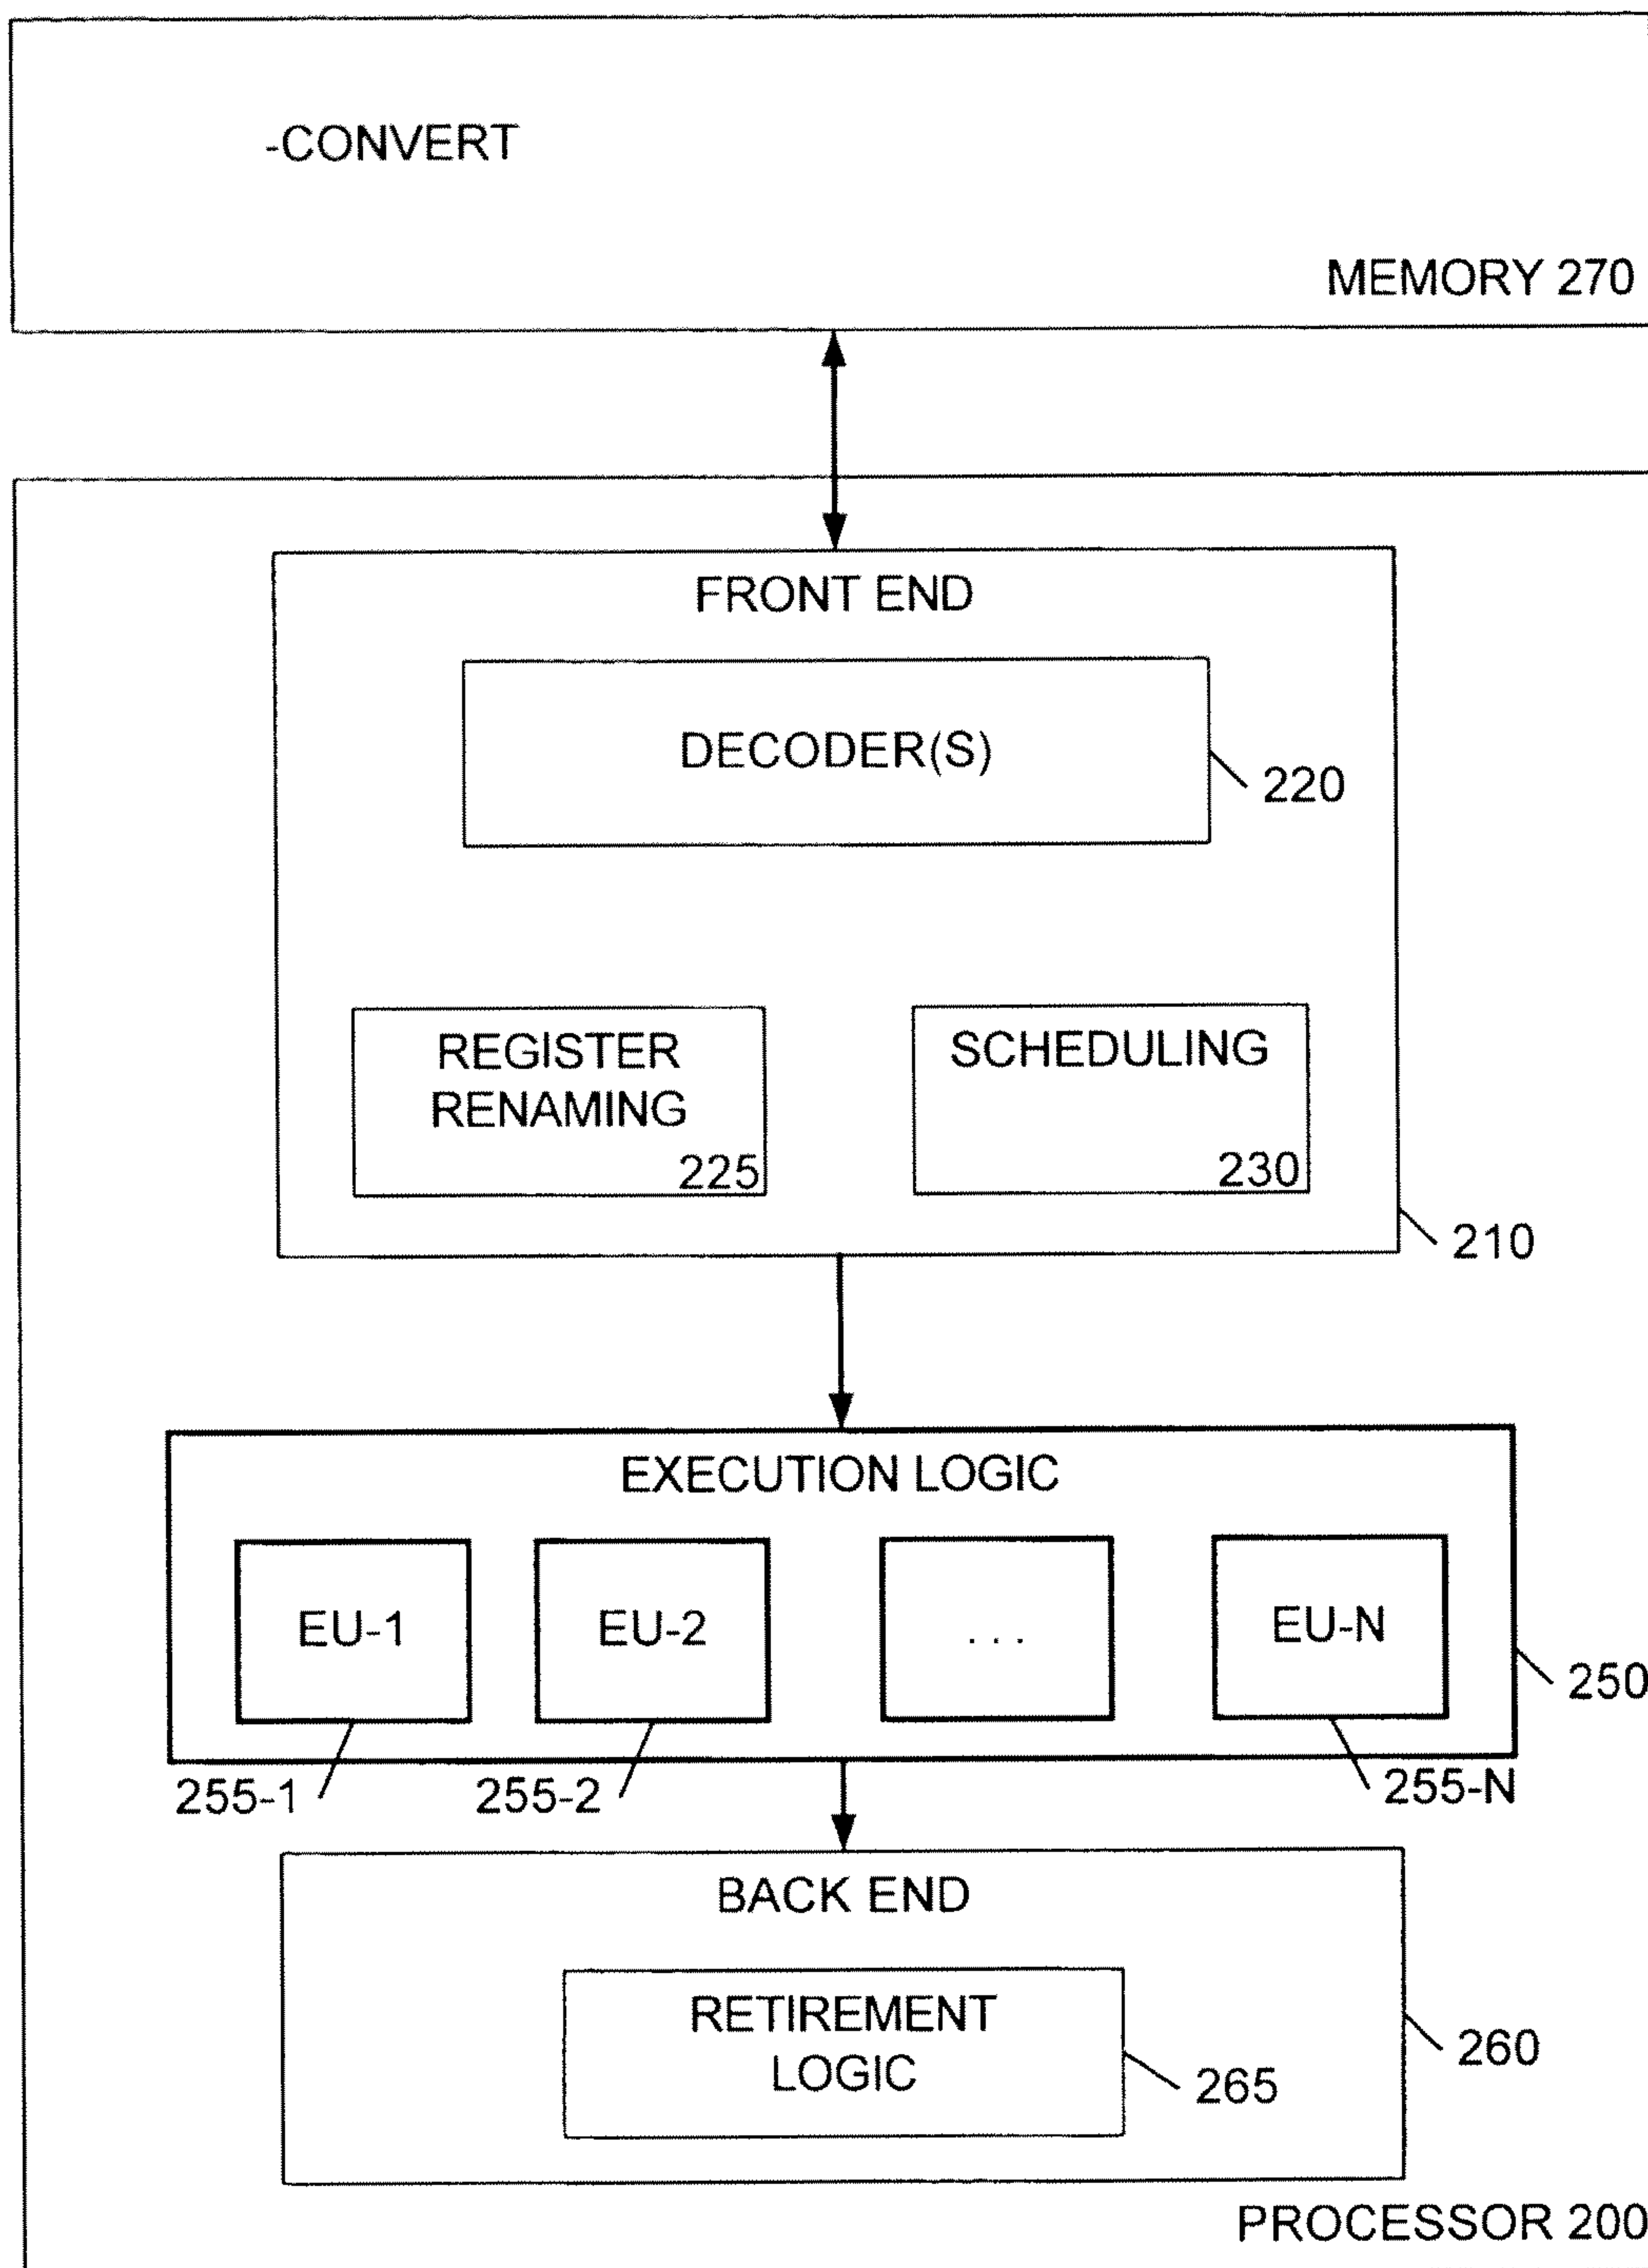 -CONVERT
MEMORY 270
FRONT END
DECODER(S)
220
REGISTER
RENAMING
225
SCHEDULING
230
210
EXECUTION LOGIC
EU-1
EU-2
. . .
EU-N
250
255-1
255-2
255-N
BACK END
RETIREMENT
LOGIC
265
260
PROCESSOR 200